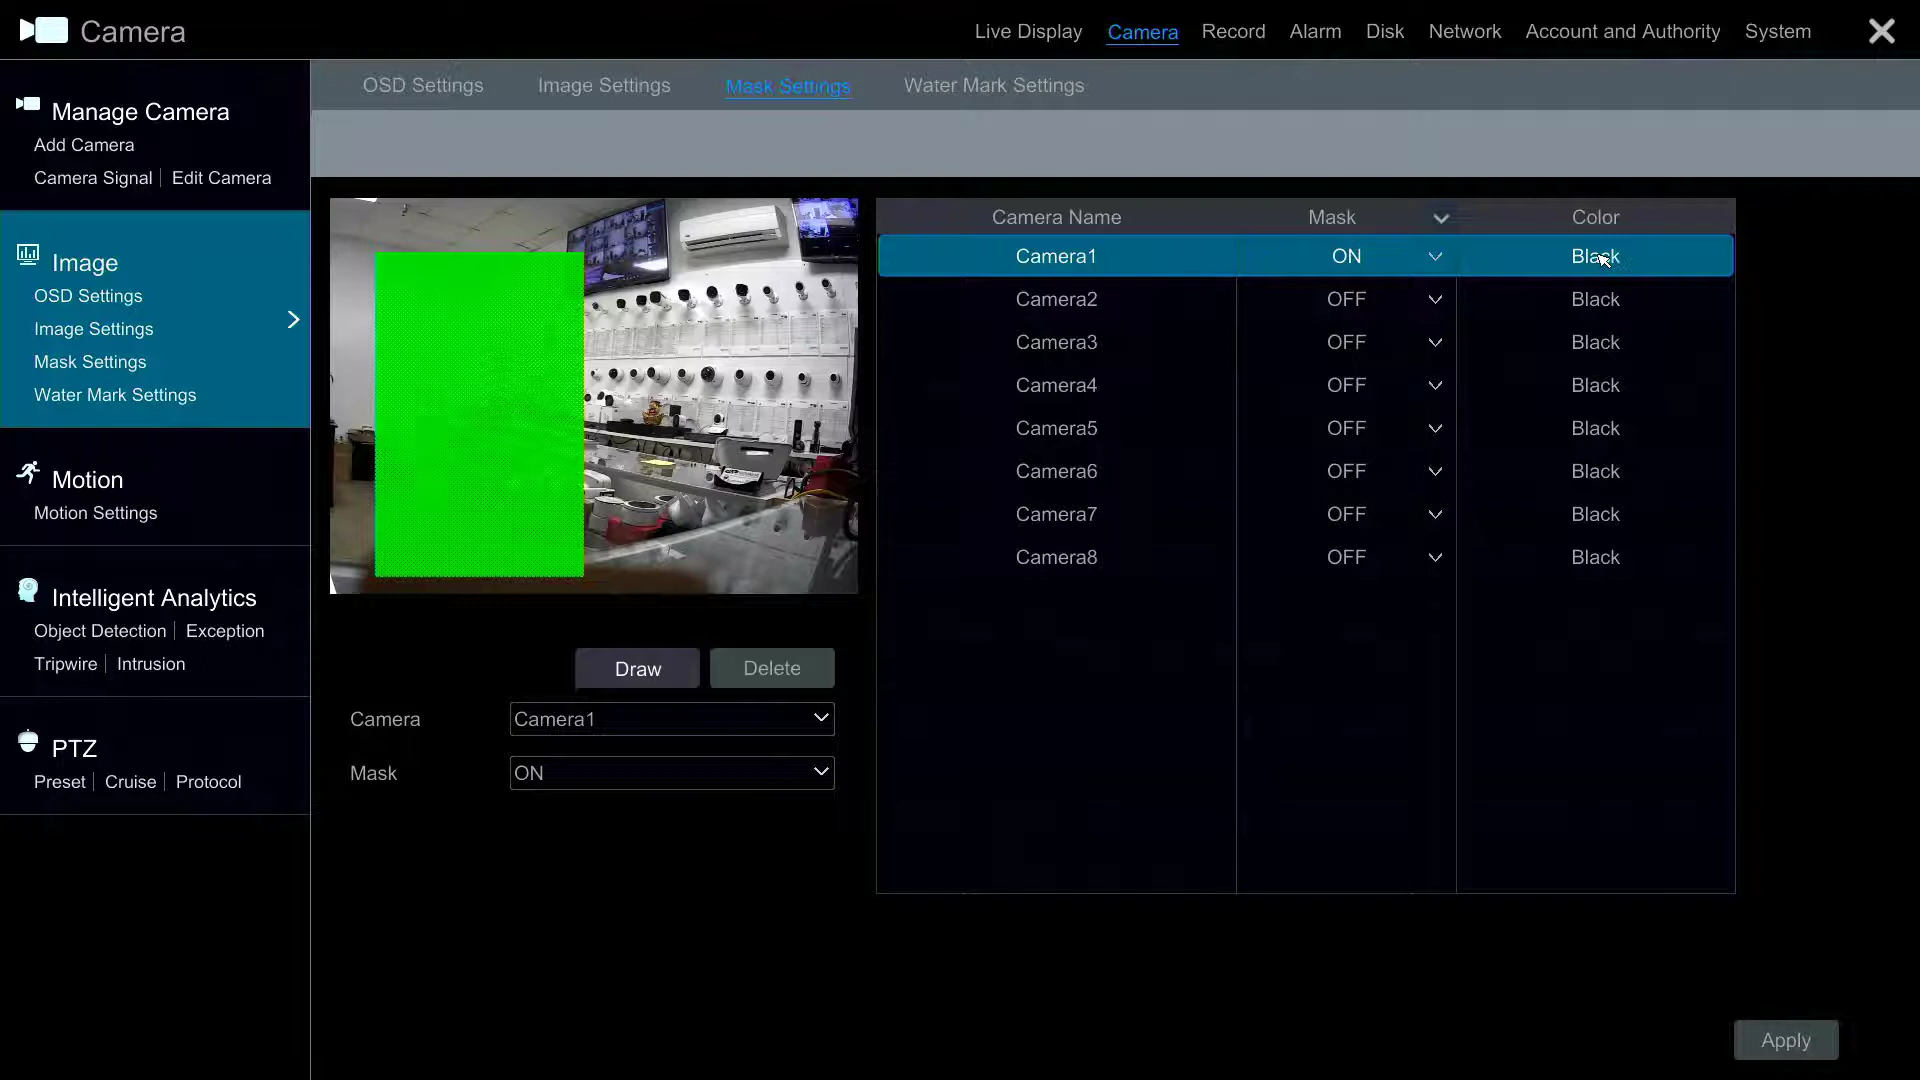 Camera
Live Display Camera Record Alarm Disk Network Account and Authority System
OSD Settings Image Settings Mask Settings Water Mark Settings
Manage Camera
Add Camera
Camera Signal Edit Camera
Image
OSD Settings
Image Settings
Mask Settings
Water Mark Settings
Motion
Motion Settings
Intelligent Analytics
Object Detection Exception
Tripwire Intrusion
PTZ
Preset Cruise Protocol
Draw Delete
Camera Camera1
Mask ON
Camera Name Mask Color
Camera1 ON Black
Camera2 OFF Black
Camera3 OFF Black
Camera4 OFF Black
Camera5 OFF Black
Camera6 OFF Black
Camera7 OFF Black
Camera8 OFF Black
Apply